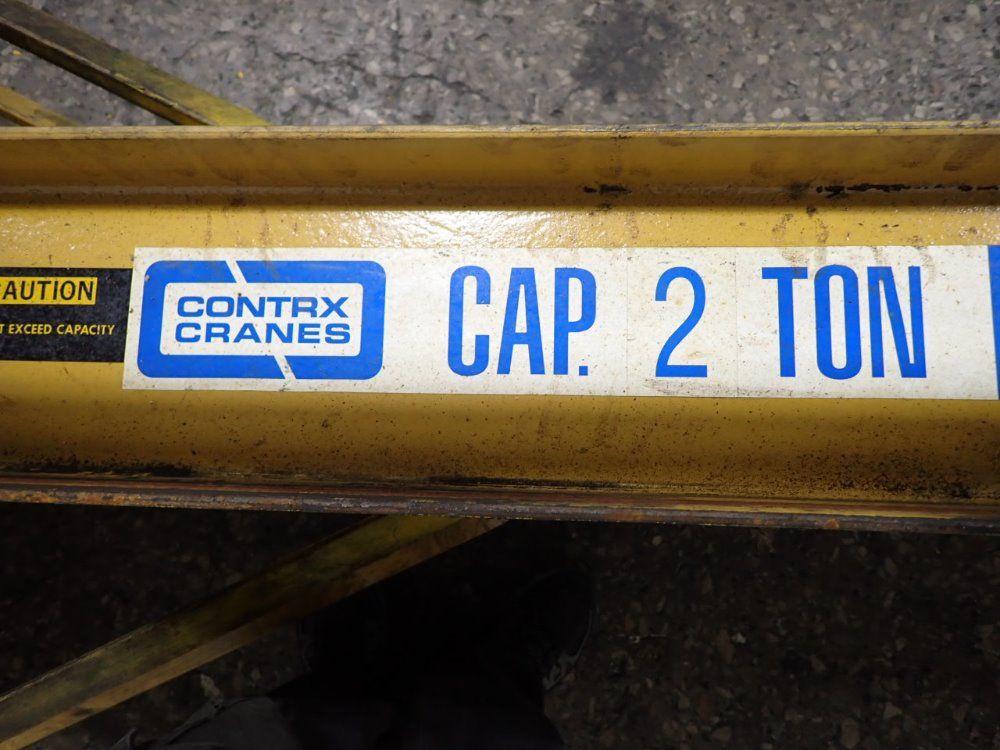 AUTION
T EXCEED CAPACITY
CONTRX
CRANES
CAP. 2 TON